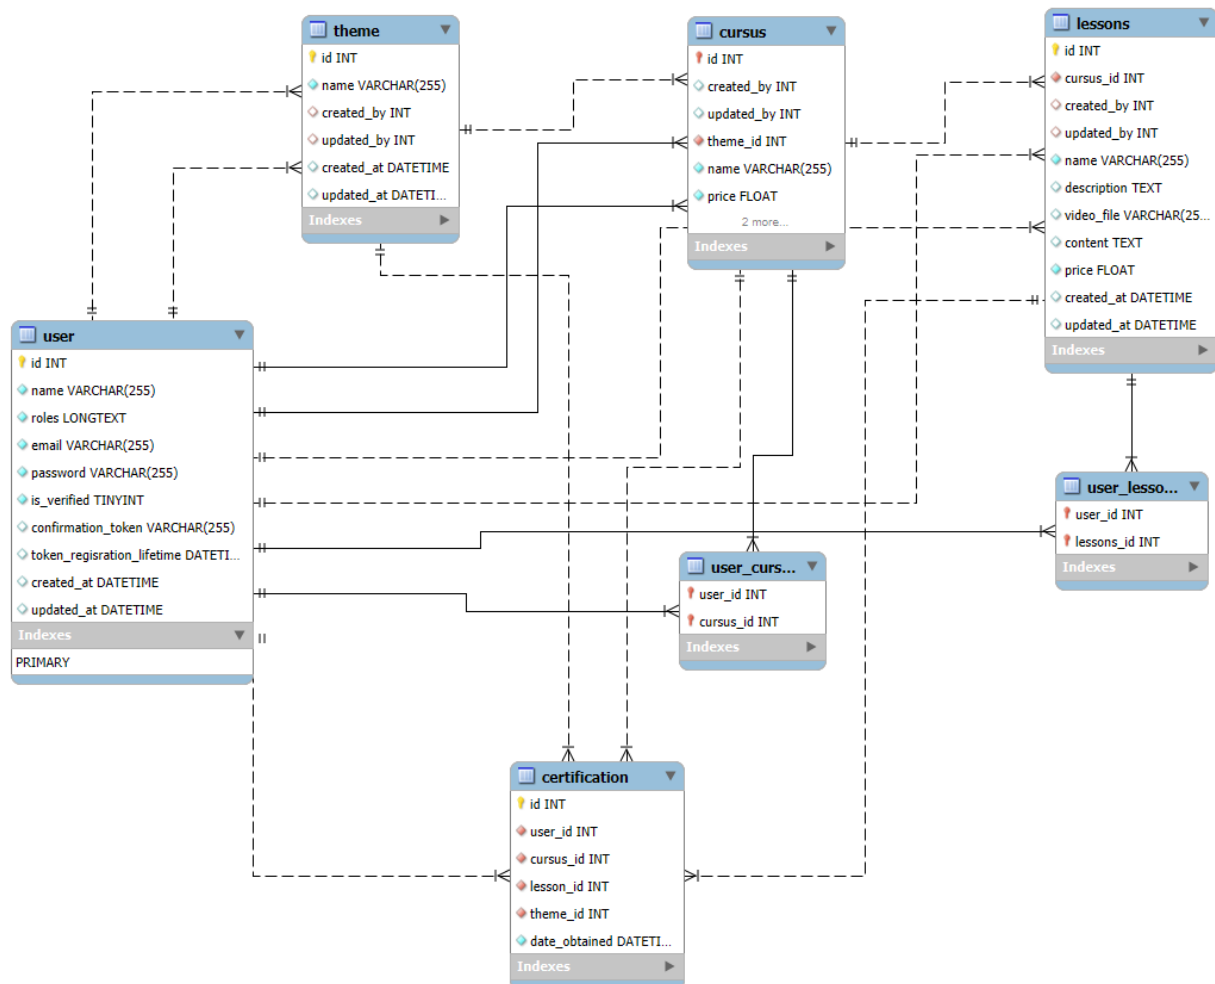 theme
id INT
name VARCHAR(255)
created_by INT
updated_by INT
created_at DATETIME
updated_at DATETI...
Indexes
cursus
id INT
created_by INT
updated_by INT
theme_id INT
name VARCHAR(255)
price FLOAT
2 more...
Indexes
lessons
id INT
cursus_id INT
created_by INT
updated_by INT
name VARCHAR(255)
description TEXT
video_file VARCHAR(25...
content TEXT
price FLOAT
created_at DATETIME
updated_at DATETIME
Indexes
user
id INT
name VARCHAR(255)
roles LONGTEXT
email VARCHAR(255)
password VARCHAR(255)
is_verified TINYINT
confirmation_token VARCHAR(255)
token_regisration_lifetime DATETI...
created_at DATETIME
updated_at DATETIME
Indexes
PRIMARY
user_lesso...
user_id INT
lessons_id INT
Indexes
user_curs...
user_id INT
cursus_id INT
Indexes
certification
id INT
user_id INT
cursus_id INT
lesson_id INT
theme_id INT
date_obtained DATETI...
Indexes